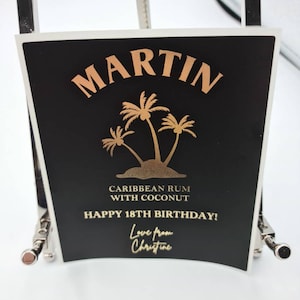 MARTIN
CARIBBEAN RUM
WITH COCONUT
HAPPY 18TH BIRTHDAY!
Love from
Christine